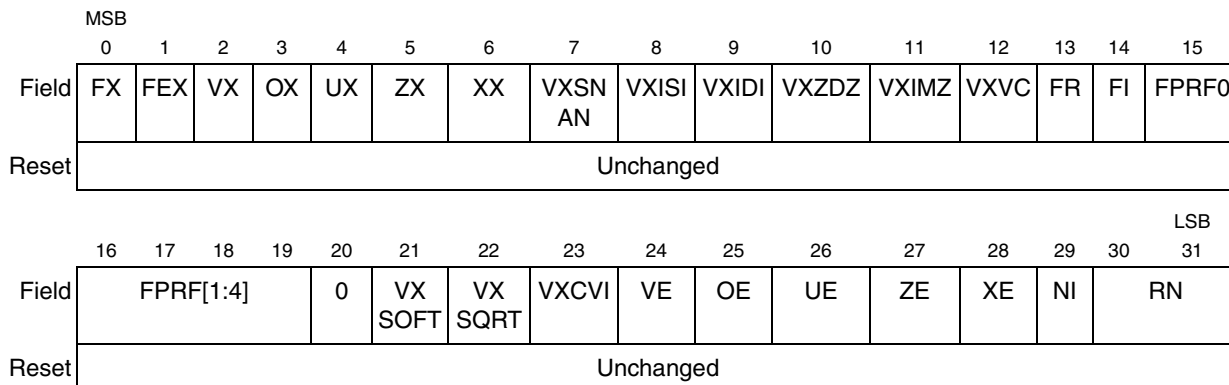 MSB
0 1 2 3 4 5 6 7 8 9 10 11 12 13 14 15
Field FX FEX VX OX UX ZX XX VXSN VXISI VXIDI VXZDZ VXIMZ VXVC FR FI FPRF0
AN
Reset Unchanged
LSB
16 17 18 19 20 21 22 23 24 25 26 27 28 29 30 31
Field FPRF[1:4] 0 VX VX VXCVI VE OE UE ZE XE NI RN
SOFT SQRT
Reset Unchanged